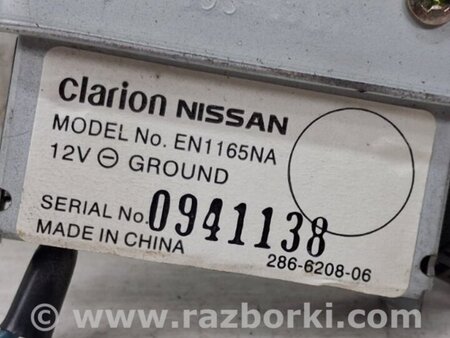 clarion NISSAN
MODEL No. EN1165NA
12V ⊖ GROUND
SERIAL No. 0941138
MADE IN CHINA
286-6208-06
© www.razborki.com